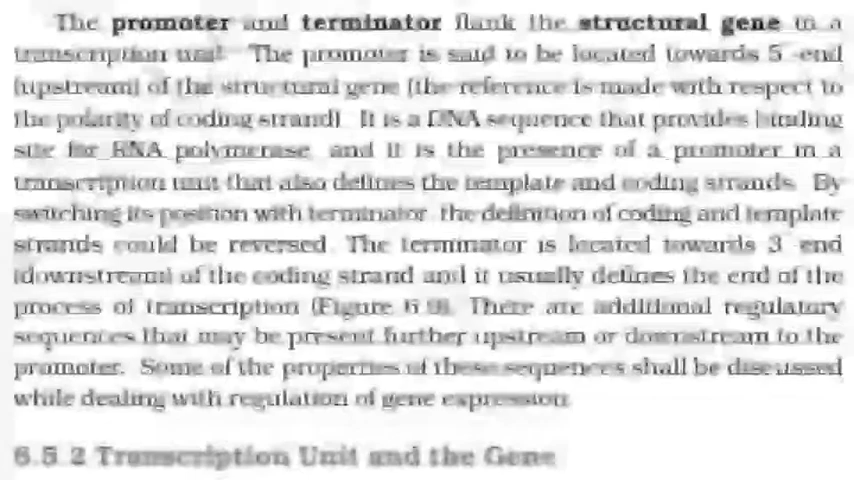 The promoter and terminator flank the structural gene in a
transcription unit. The promoter is said to be located towards 5' -end
(upstream) of the structural gene (the reference is made with respect to
the polarity of coding strand). It is a DNA sequence that provides binding
site for RNA polymerase, and it is the presence of a promoter in a
transcription unit that also defines the template and coding strands. By
switching its position with terminator, the definition of coding and template
strands could be reversed. The terminator is located towards 3' -end
(downstream) of the coding strand and it usually defines the end of the
process of transcription (Figure 6.9). There are additional regulatory
sequences that may be present further upstream or downstream to the
promoter. Some of the properties of these sequences shall be discussed
while dealing with regulation of gene expression.
6.5.2 Transcription Unit and the Gene